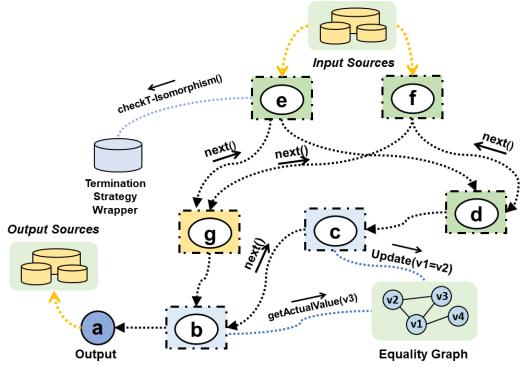 Input Sources
e
f
checkT-Isomorphism()
next()
next()
next()
Termination
Strategy
Wrapper
Output Sources
g
c
d
next()
Update(v1=v2)
getActualValue(v3)
v2
v3
v1
v4
a
b
Output
Equality Graph